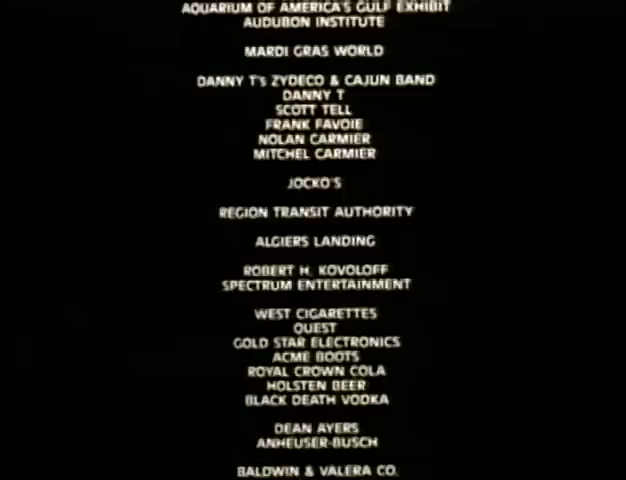 AQUARIUM OF AMERICA'S GULF EXHIBIT
AUDUBON INSTITUTE
MARDI GRAS WORLD
DANNY T's ZYDECO & CAJUN BAND
DANNY T
SCOTT TELL
FRANK FAVOIE
NOLAN CARMIER
MITCHEL CARMIER
JOCKO'S
REGION TRANSIT AUTHORITY
ALGIERS LANDING
ROBERT H. KOVOLOFF
SPECTRUM ENTERTAINMENT
WEST CIGARETTES
QUEST
GOLD STAR ELECTRONICS
ACME BOOTS
ROYAL CROWN COLA
HOLSTEN BEER
BLACK DEATH VODKA
DEAN AYERS
ANHEUSER-BUSCH
BALDWIN & VALERA CO.